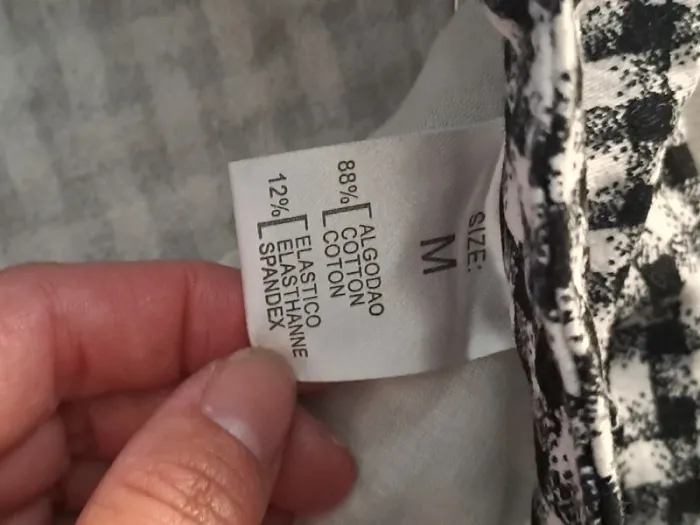 SIZE:
M
88% [ ALGODAO
COTTON
COTON
12% [ ELASTICO
ELASTHANNE
SPANDEX